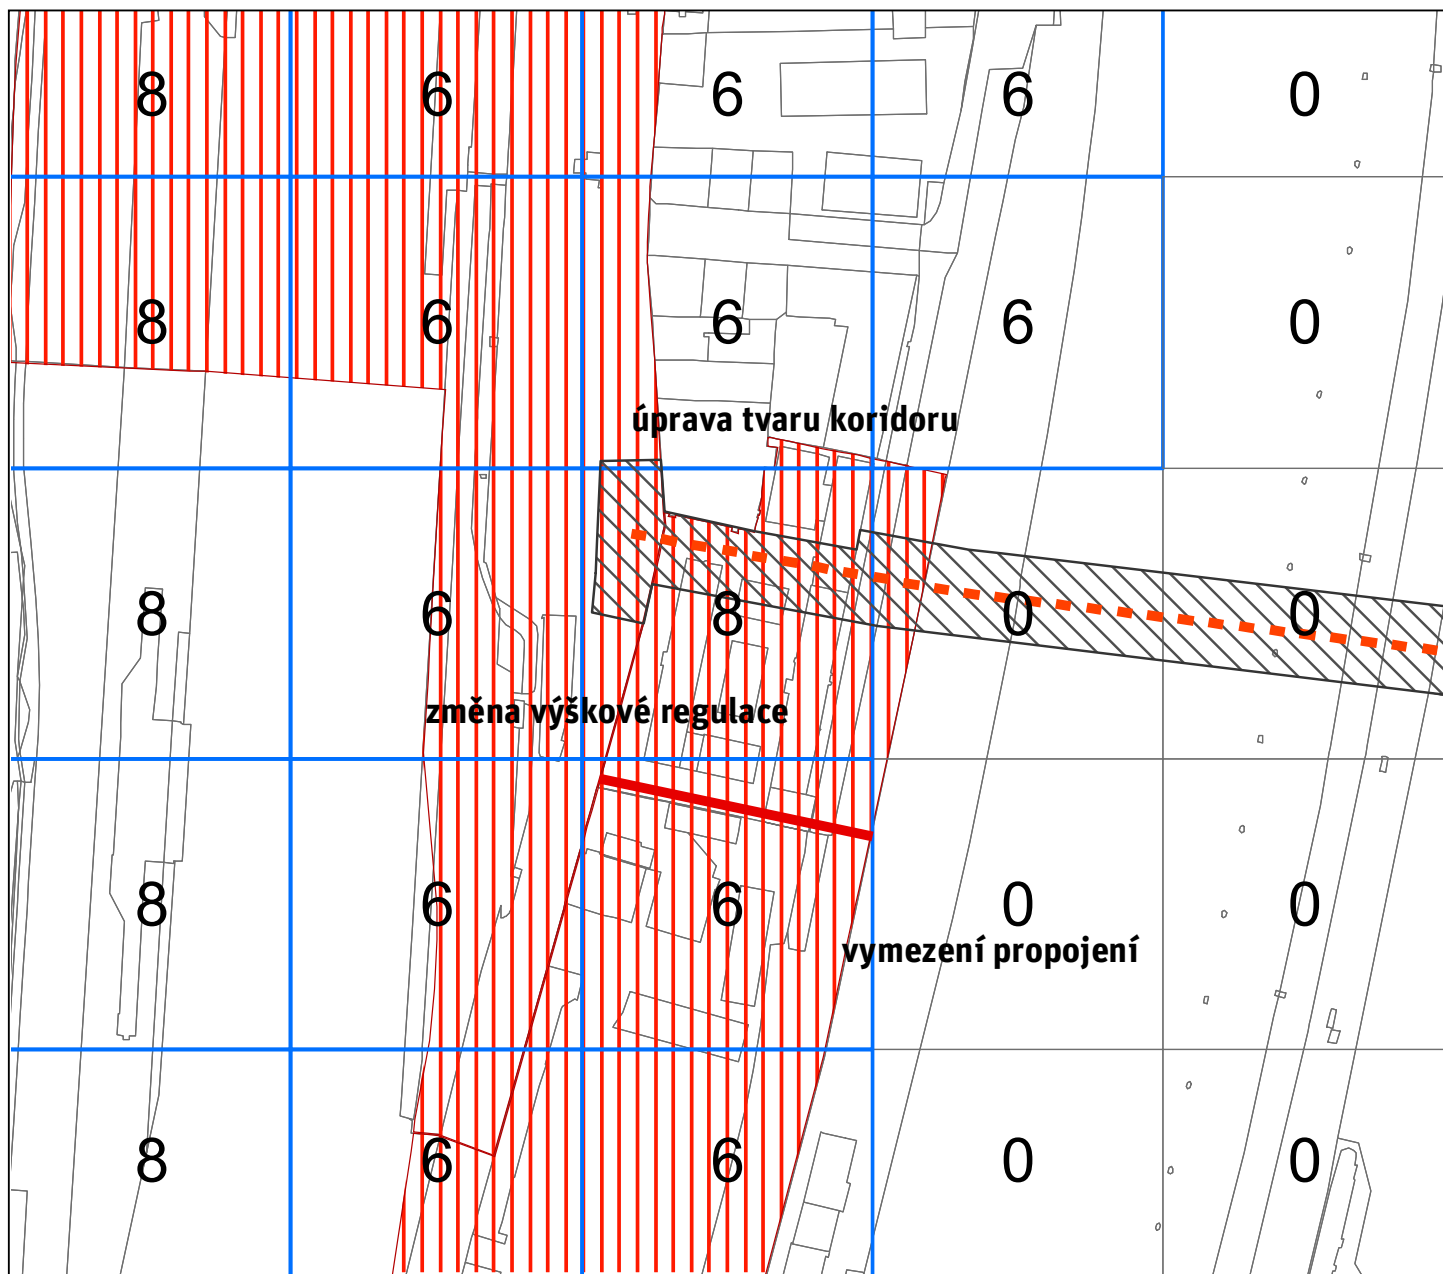 8 6 6 6 0
8 6 6 6 0
úprava tvaru koridoru
8 6 8 0 0
změna výškové regulace
8 6 6 0 0
vymezení propojení
8 6 6 0 0